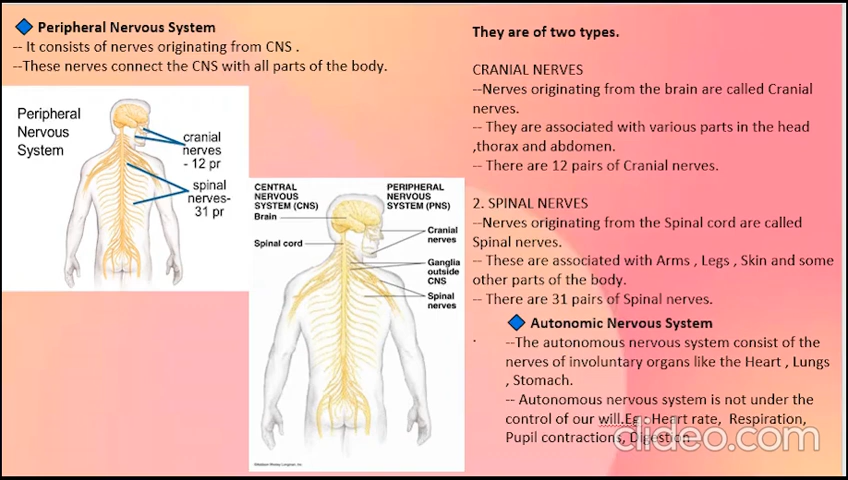 Peripheral Nervous System
-- It consists of nerves originating from CNS .
--These nerves connect the CNS with all parts of the body.
Peripheral
Nervous
System
cranial
nerves
- 12 pr
spinal
nerves-
31 pr
CENTRAL
NERVOUS
SYSTEM (CNS)
Brain
Spinal cord
PERIPHERAL
NERVOUS
SYSTEM (PNS)
Cranial
nerves
Ganglia
outside
CNS
Spinal
nerves
They are of two types.
CRANIAL NERVES
--Nerves originating from the brain are called Cranial
nerves.
-- They are associated with various parts in the head
,thorax and abdomen.
-- There are 12 pairs of Cranial nerves.
2. SPINAL NERVES
--Nerves originating from the Spinal cord are called
Spinal nerves.
-- These are associated with Arms , Legs , Skin and some
other parts of the body.
-- There are 31 pairs of Spinal nerves.
Autonomic Nervous System
--The autonomous nervous system consist of the
nerves of involuntary organs like the Heart , Lungs
, Stomach.
-- Autonomous nervous system is not under the
control of our will.Eg : Heart rate, Respiration,
Pupil contractions, Digestion
clideo.com